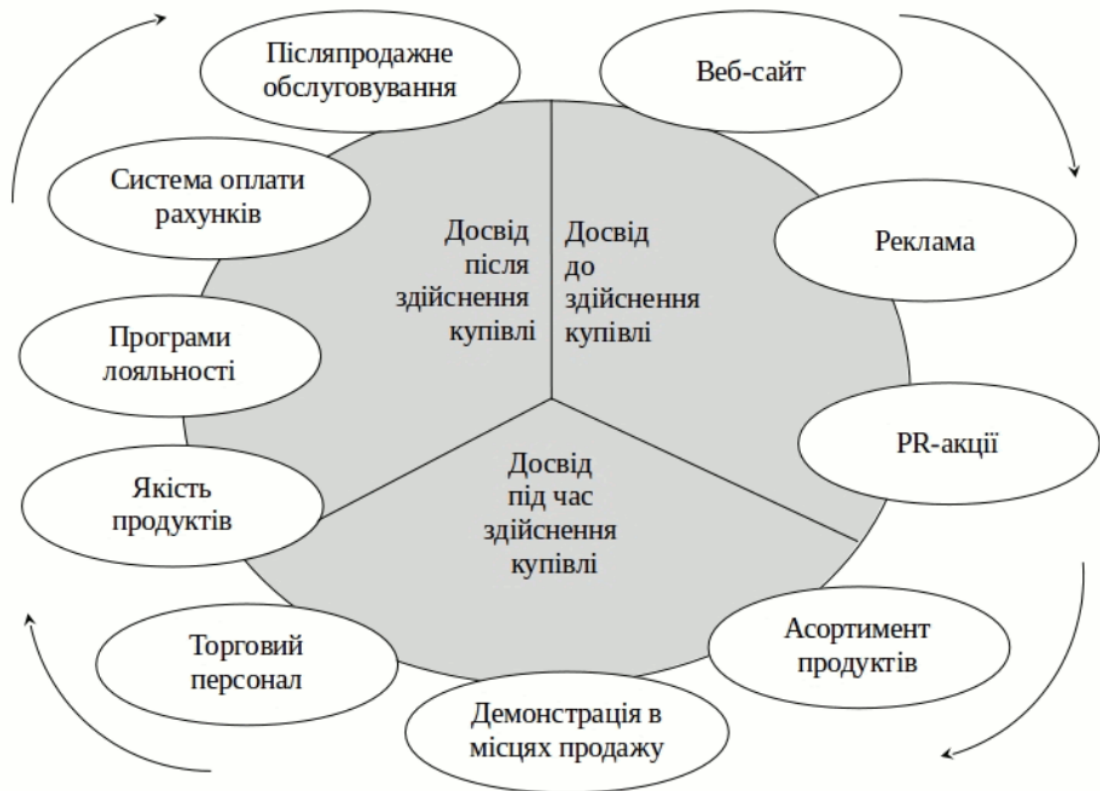 Післяпродажне
обслуговування
Веб-сайт
Система оплати
рахунків
Реклама
Досвід
після
здійснення
купівлі
Досвід
до
здійснення
купівлі
Програми
лояльності
PR-акції
Досвід
під час
здійснення
купівлі
Якість
продуктів
Торговий
персонал
Асортимент
продуктів
Демонстрація в
місцях продажу